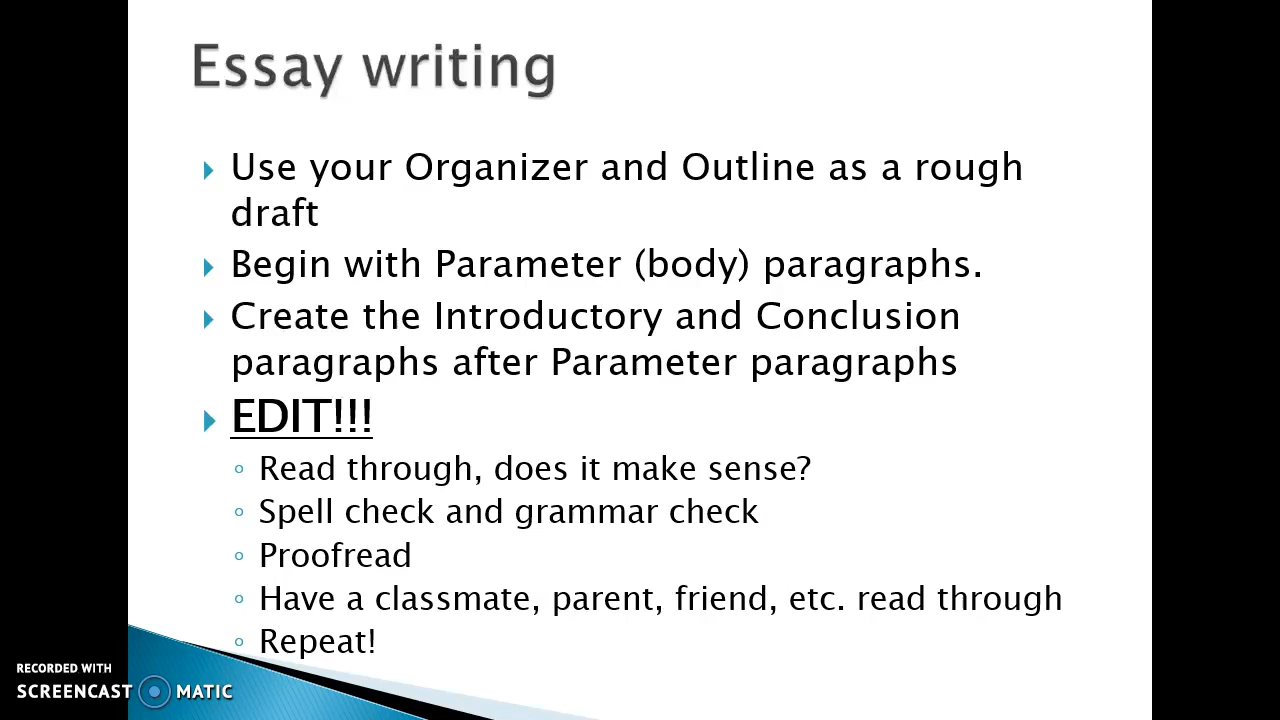 Essay writing
Use your Organizer and Outline as a rough
draft
Begin with Parameter (body) paragraphs.
Create the Introductory and Conclusion
paragraphs after Parameter paragraphs
EDIT!!!
Read through, does it make sense?
Spell check and grammar check
Proofread
Have a classmate, parent, friend, etc. read through
Repeat!
RECORDED WITH
SCREENCAST MATIC